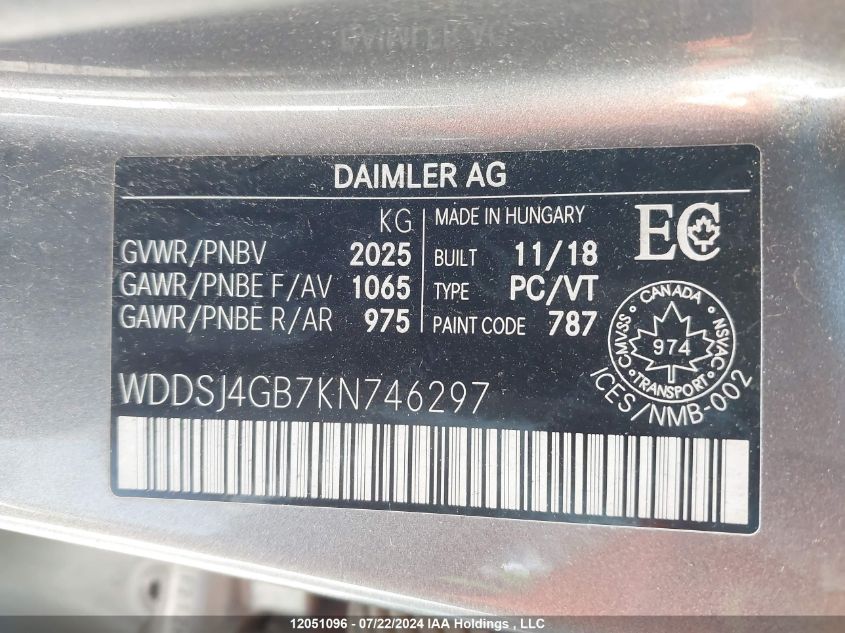 DAIMLER AG
KG
GVWR/PNBV 2025
GAWR/PNBE F/AV 1065
GAWR/PNBE R/AR 975
MADE IN HUNGARY
BUILT 11/18
TYPE PC/VT
PAINT CODE 787
EC
CANADA
CMVSS
974
NSVAC
TRANSPORT
ICES/NMB-002
WDDSJ4GB7KN746297
12051096 - 07/22/2024 IAA Holdings , LLC